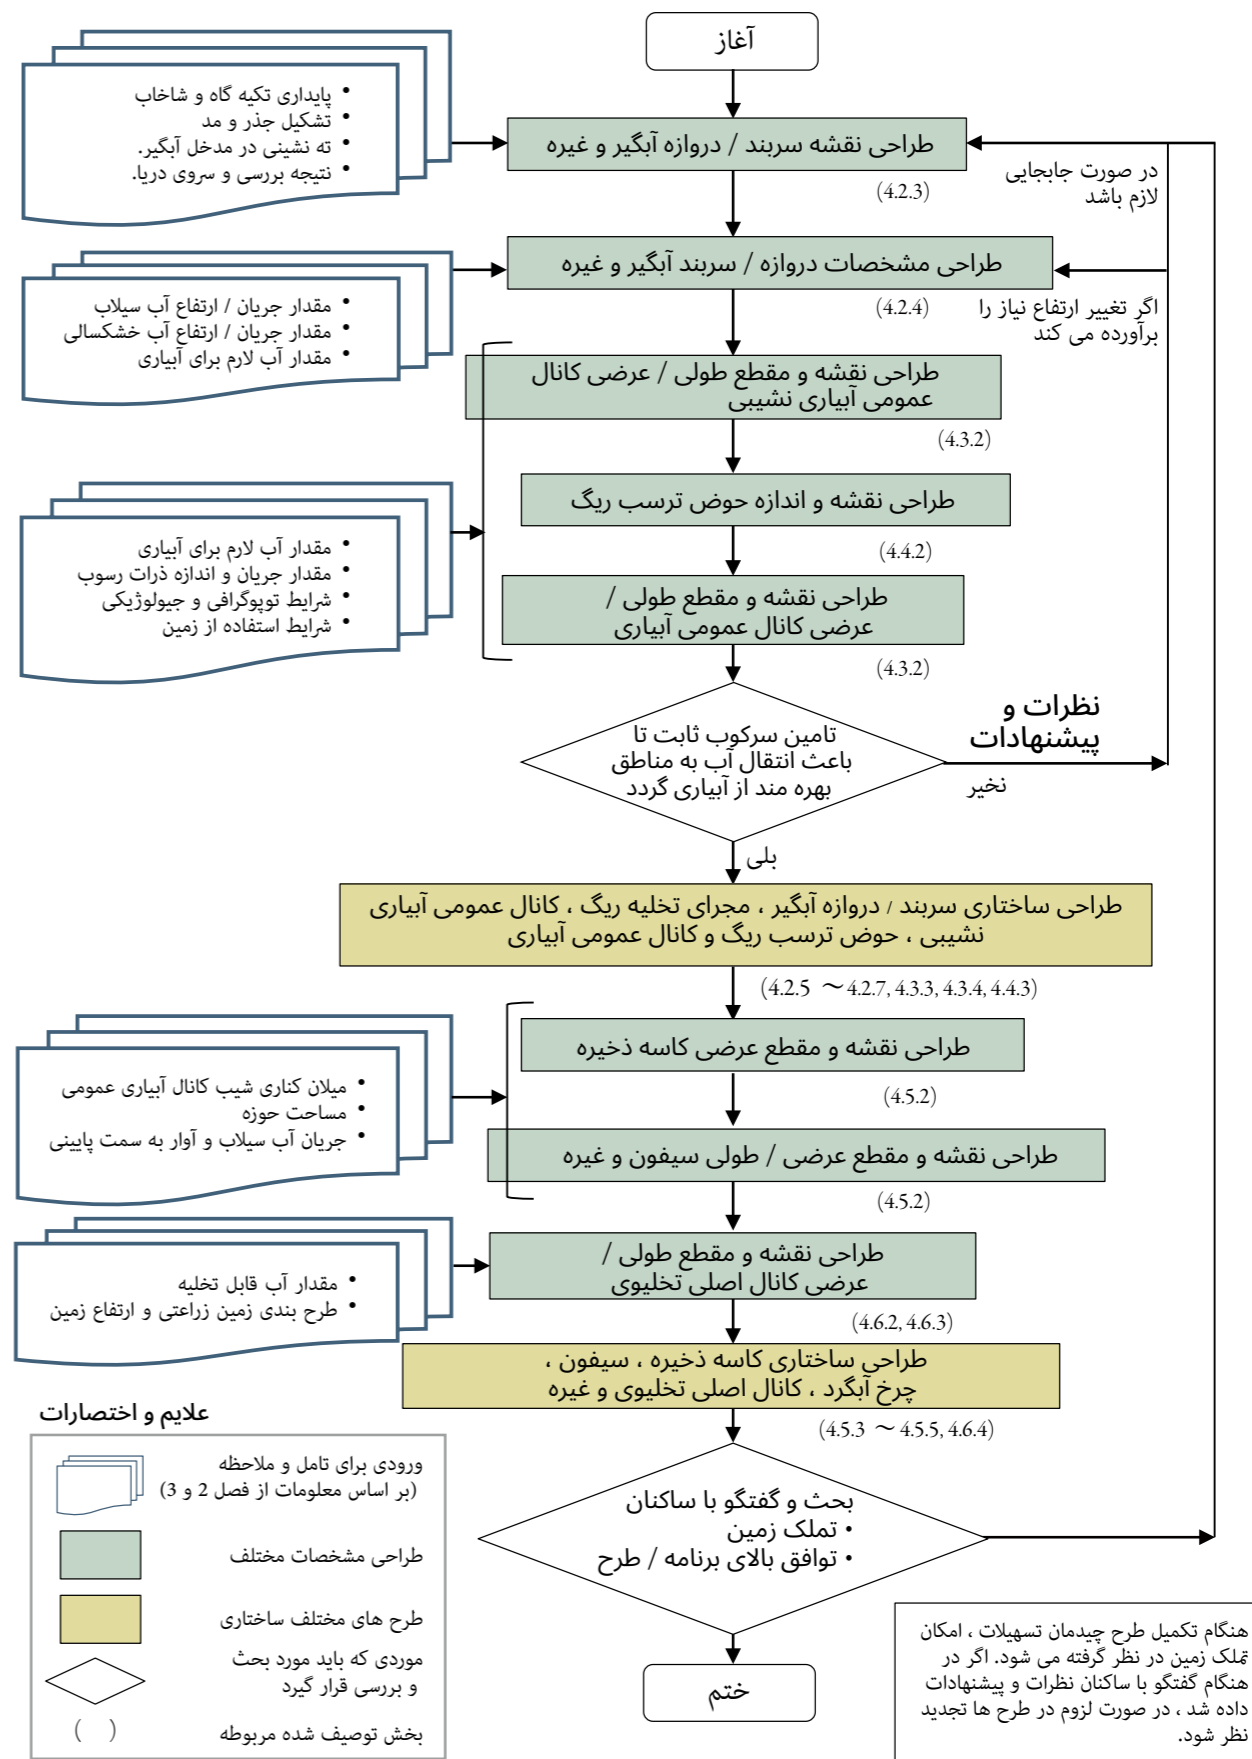 آغاز
• پایداری تکیه گاه و شاخاب
• تشکیل جذر و مد
• ته نشینی در مدخل آبگیر.
• نتیجه بررسی و سروی دریا.
طراحی نقشه سربند / دروازه آبگیر و غیره
(4.2.3)
در صورت جابجایی
لازم باشد
• مقدار جریان / ارتفاع آب سیلاب
• مقدار جریان / ارتفاع آب خشکسالی
• مقدار آب لارم برای آبیاری
طراحی مشخصات دروازه / سربند آبگیر و غیره
(4.2.4)
اگر تغییر ارتفاع نیاز را
برآورده می کند
طراحی نقشه و مقطع طولی / عرضی کانال
عمومی آبیاری نشیبی
(4.3.2)
• مقدار آب لارم برای آبیاری
• مقدار جریان و اندازه ذرات رسوب
• شرایط توپوگرافی و جیولوژیکی
• شرایط استفاده از زمین
طراحی نقشه و اندازه حوض ترسب ریگ
(4.4.2)
طراحی نقشه و مقطع طولی /
عرضی کانال عمومی آبیاری
(4.3.2)
تامین سرکوب ثابت تا
باعث انتقال آب به مناطق
بهره مند از آبیاری گردد
نظرات و
پیشنهادات
نخیر
بلی
طراحی ساختاری سربند / دروازه آبگیر ، مجرای تخلیه ریگ ، کانال عمومی آبیاری
نشیبی ، حوض ترسب ریگ و کانال عمومی آبیاری
(4.2.5 ～4.2.7, 4.3.3, 4.3.4, 4.4.3)
• میلان کناری شیب کانال آبیاری عمومی
• مساحت حوزه
• جریان آب سیلاب و آوار به سمت پایینی
طراحی نقشه و مقطع عرضی کاسه ذخیره
(4.5.2)
طراحی نقشه و مقطع عرضی / طولی سیفون و غیره
(4.5.2)
• مقدار آب قابل تخلیه
• طرح بندی زمین زراعتی و ارتفاع زمین
طراحی نقشه و مقطع طولی /
عرضی کانال اصلی تخلیوی
(4.6.2, 4.6.3)
طراحی ساختاری کاسه ذخیره ، سیفون ،
چرخ آبگرد ، کانال اصلی تخلیوی و غیره
(4.5.3 ～4.5.5, 4.6.4)
بحث و گفتگو با ساکنان
• تملک زمین
• توافق بالای برنامه / طرح
ختم
علایم و اختصارات
ورودی برای تامل و ملاحظه
(بر اساس معلومات از فصل 2 و 3)
طراحی مشخصات مختلف
طرح های مختلف ساختاری
موردی که باید مورد بحث
و بررسی قرار گیرد
بخش توصیف شده مربوطه
( )
هنگام تکمیل طرح چیدمان تسهیلات ، امکان
تملک زمین در نظر گرفته می شود. اگر در
هنگام گفتگو با ساکنان نظرات و پیشنهادات
داده شد ، در صورت لزوم در طرح ها تجدید
نظر شود.